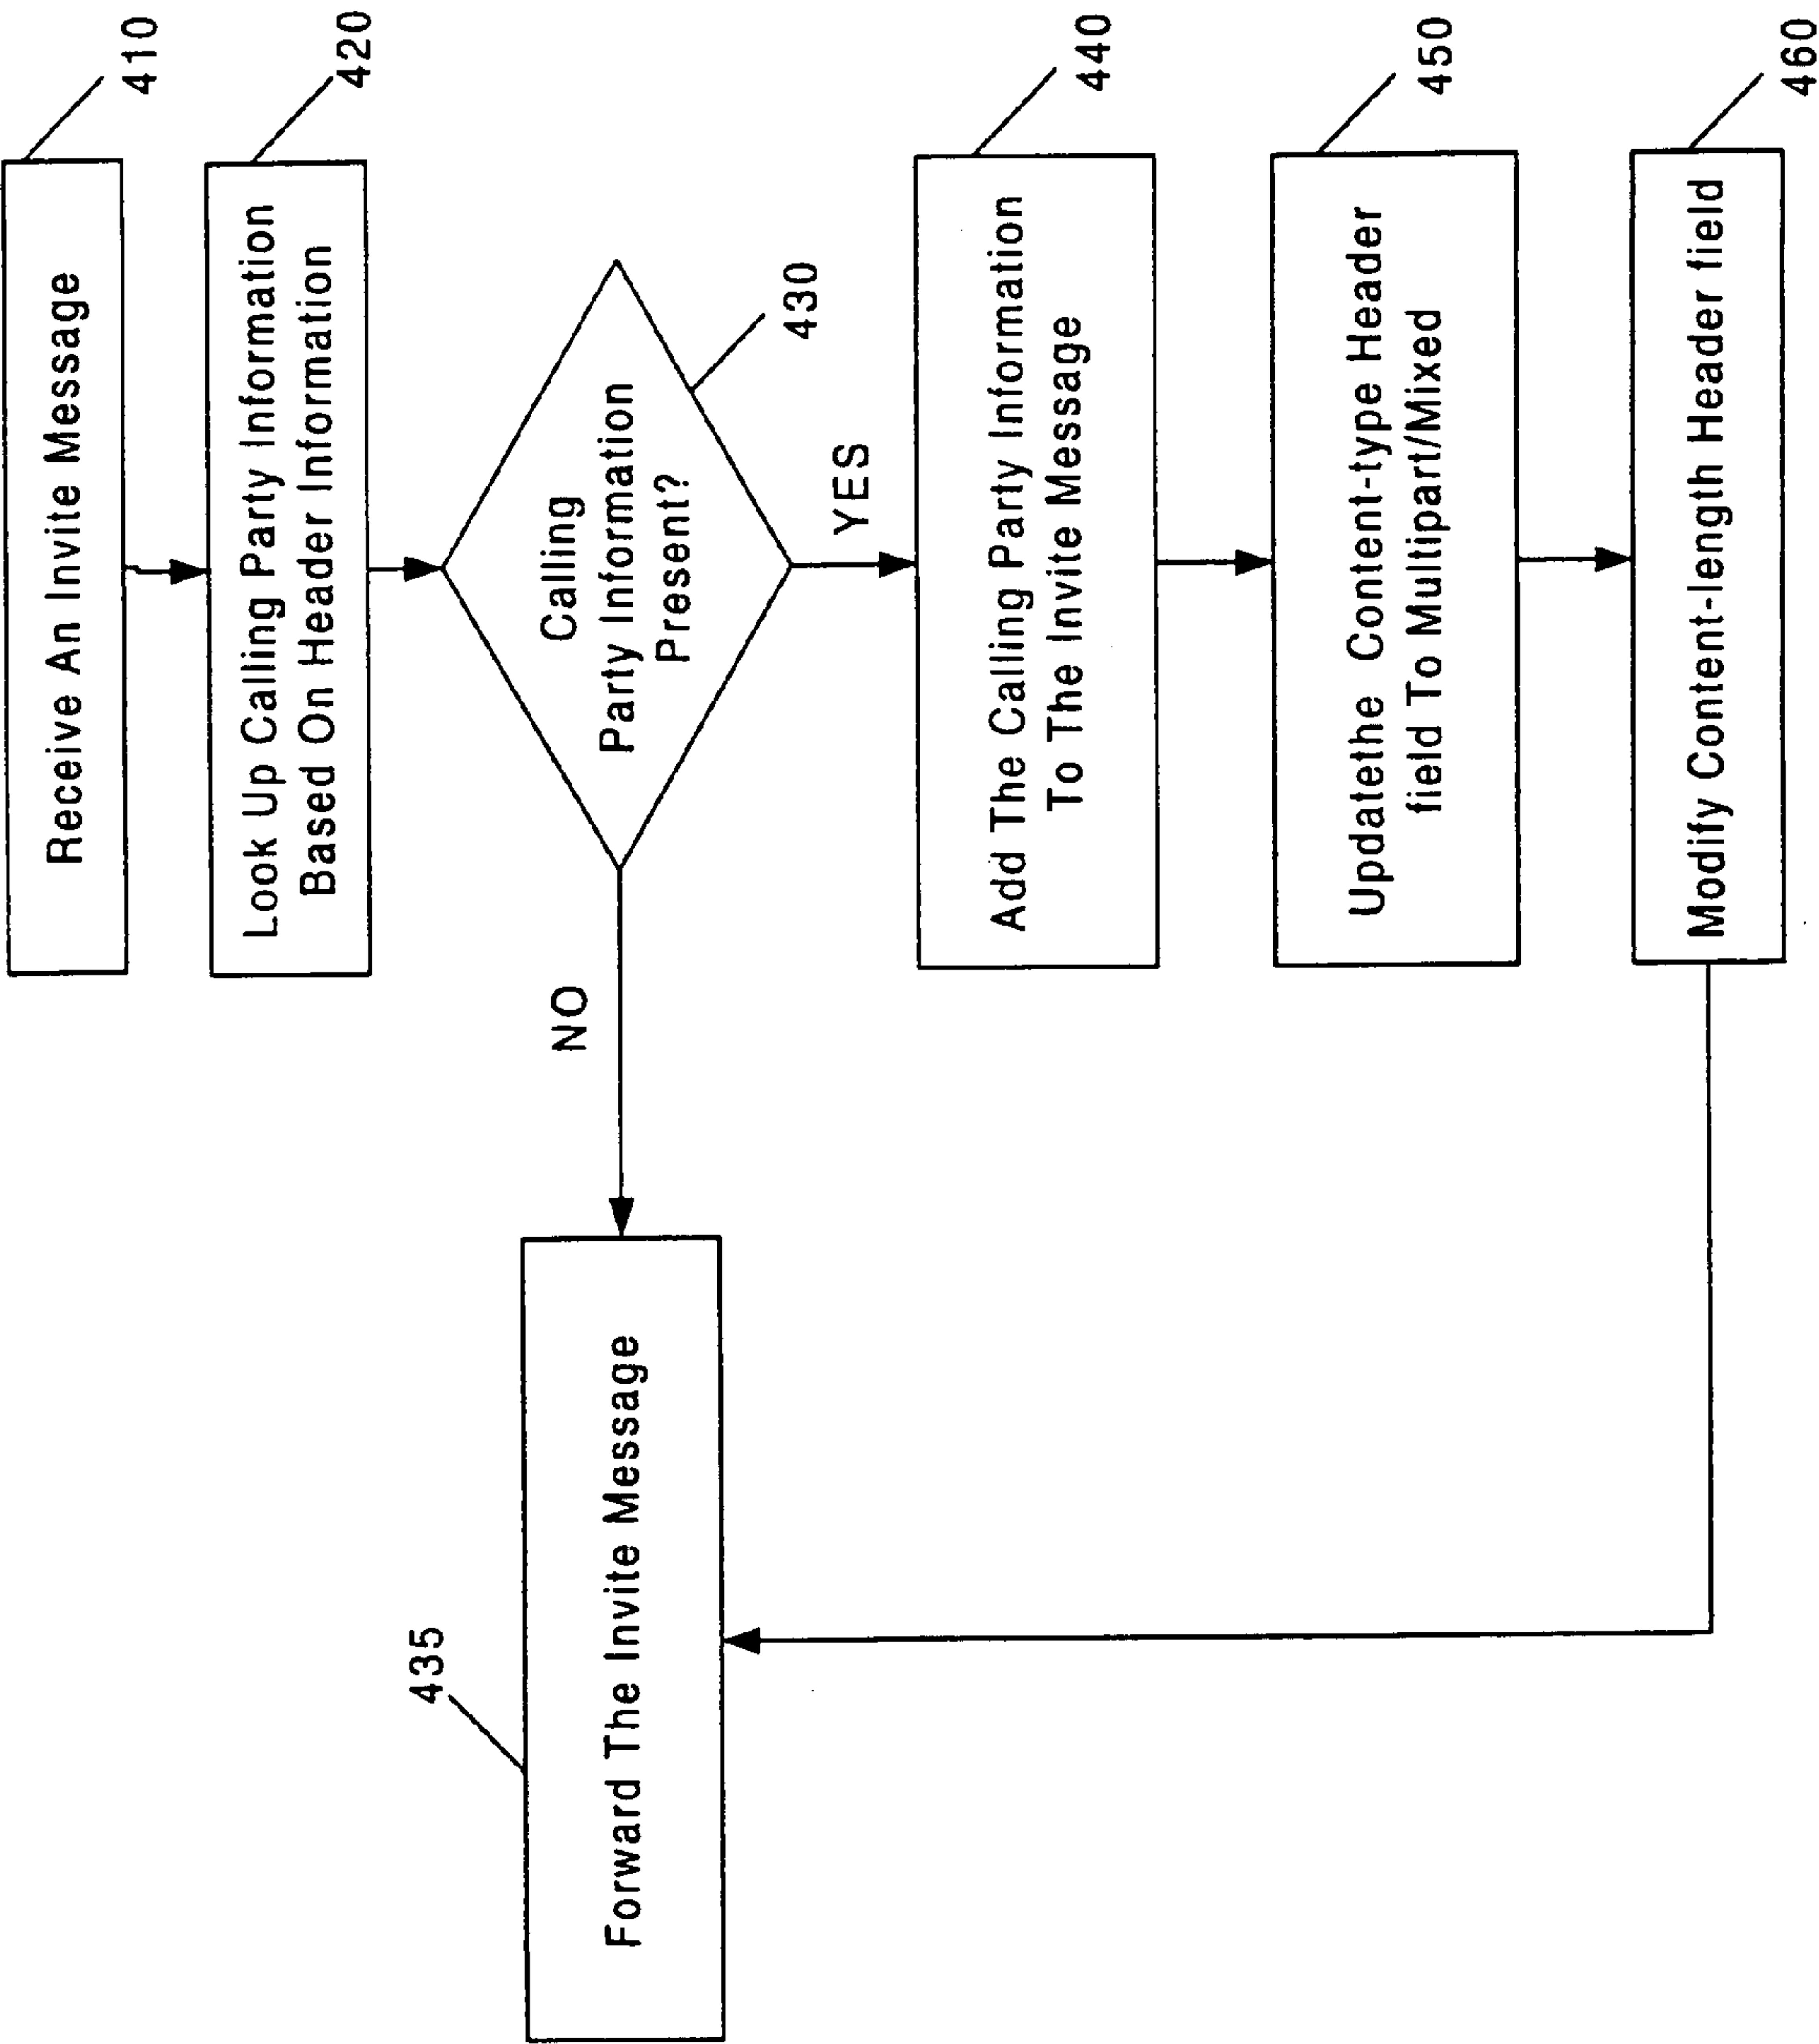 410
Receive An Invite Message
420
Look Up Calling Party Information
Based On Header Information
430
Calling
Party Information
Present?
NO
YES
435
Forward The Invite Message
440
Add The Calling Party Information
To The Invite Message
450
Updatethe Content-type Header
field To Multipart/Mixed
460
Modify Content-length Header field